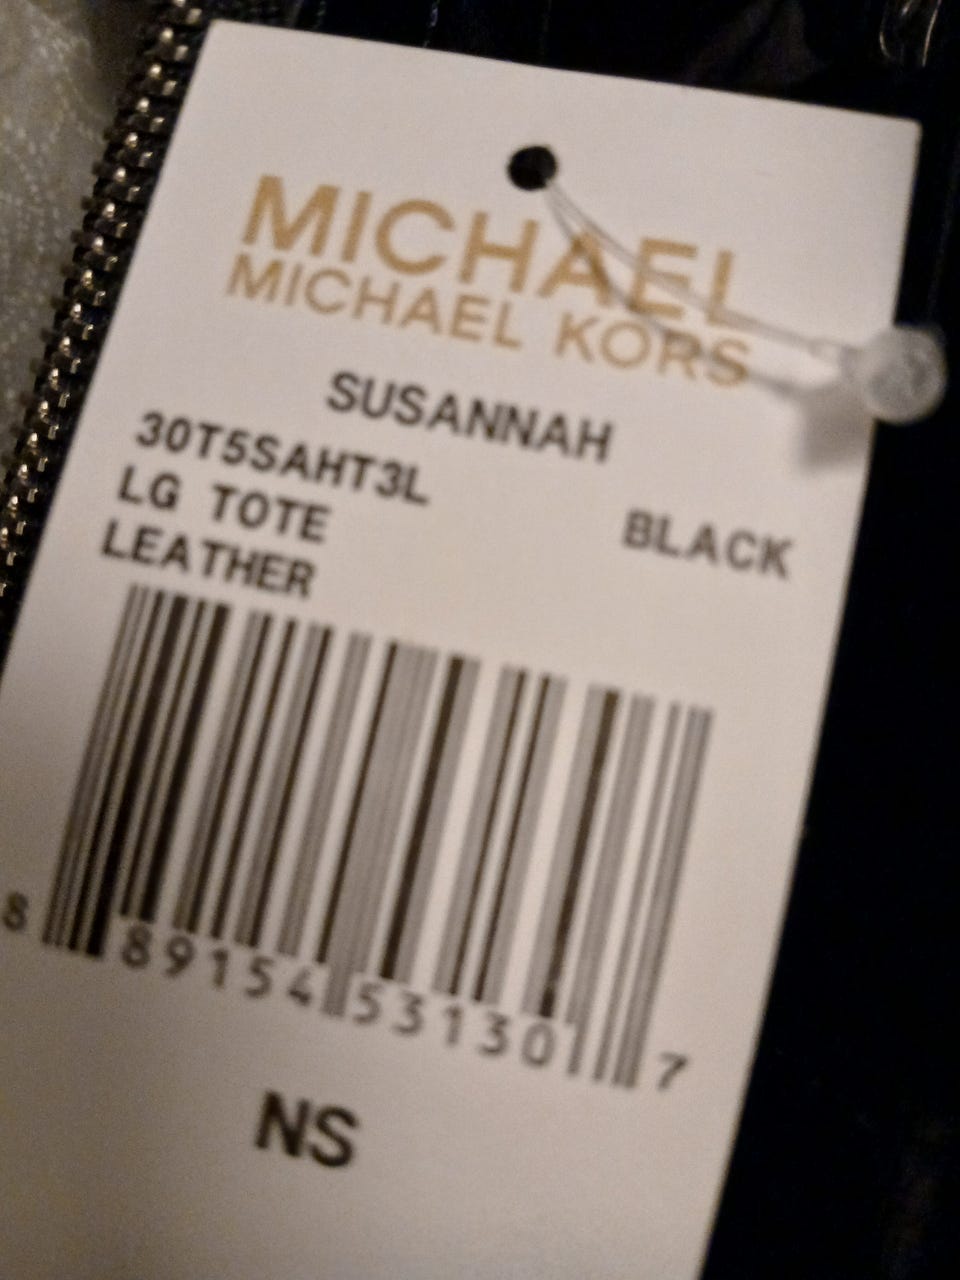 MICHAEL
MICHAEL KORS
SUSANNAH
30T5SAHT3L
LG TOTE BLACK
LEATHER
8 89154 53130 7
NS